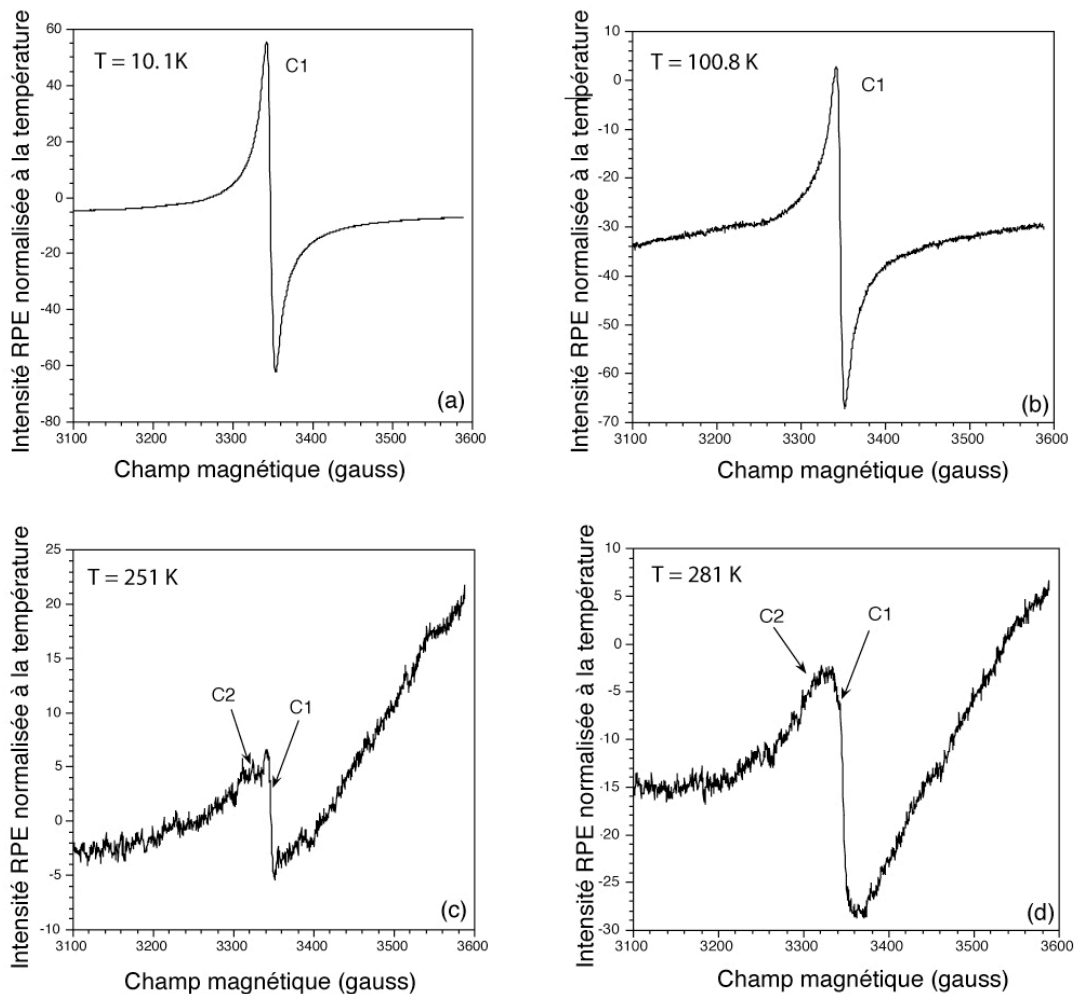 Intensité RPE normalisée à la température
60
40
20
0
-20
-40
-60
-80
T = 10.1K
C1
(a)
3100 3200 3300 3400 3500 3600
Champ magnétique (gauss)
Intensité RPE normalisée à la température
10
0
-10
-20
-30
-40
-50
-60
-70
T = 100.8 K
C1
(b)
3100 3200 3300 3400 3500 3600
Champ magnétique (gauss)
Intensité RPE normalisée à la température
25
20
15
10
5
0
-5
-10
T = 251 K
C2
C1
(c)
3100 3200 3300 3400 3500 3600
Champ magnétique (gauss)
Intensité RPE normalisée à la température
10
5
0
-5
-10
-15
-20
-25
-30
T = 281 K
C2
C1
(d)
3100 3200 3300 3400 3500 3600
Champ magnétique (gauss)